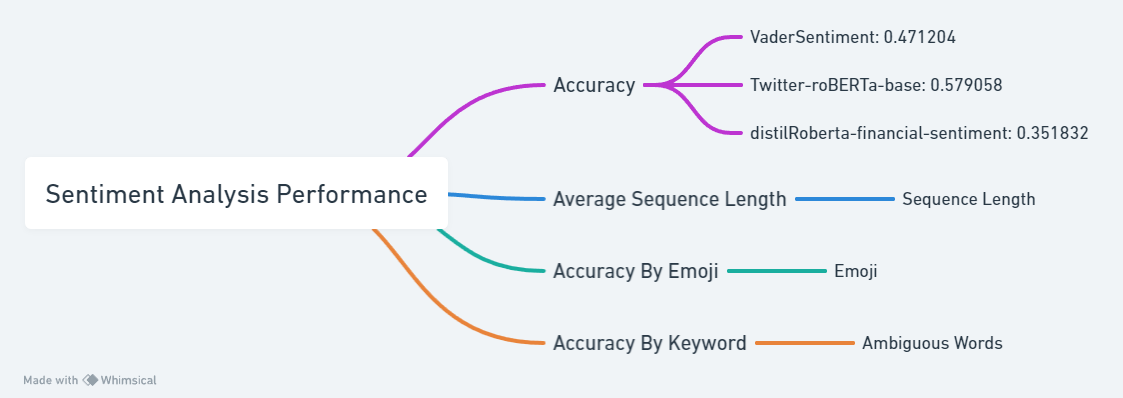 Sentiment Analysis Performance
Accuracy
VaderSentiment: 0.471204
Twitter-roBERTa-base: 0.579058
distilRoberta-financial-sentiment: 0.351832
Average Sequence Length
Sequence Length
Accuracy By Emoji
Emoji
Accuracy By Keyword
Ambiguous Words
Made with Whimsical